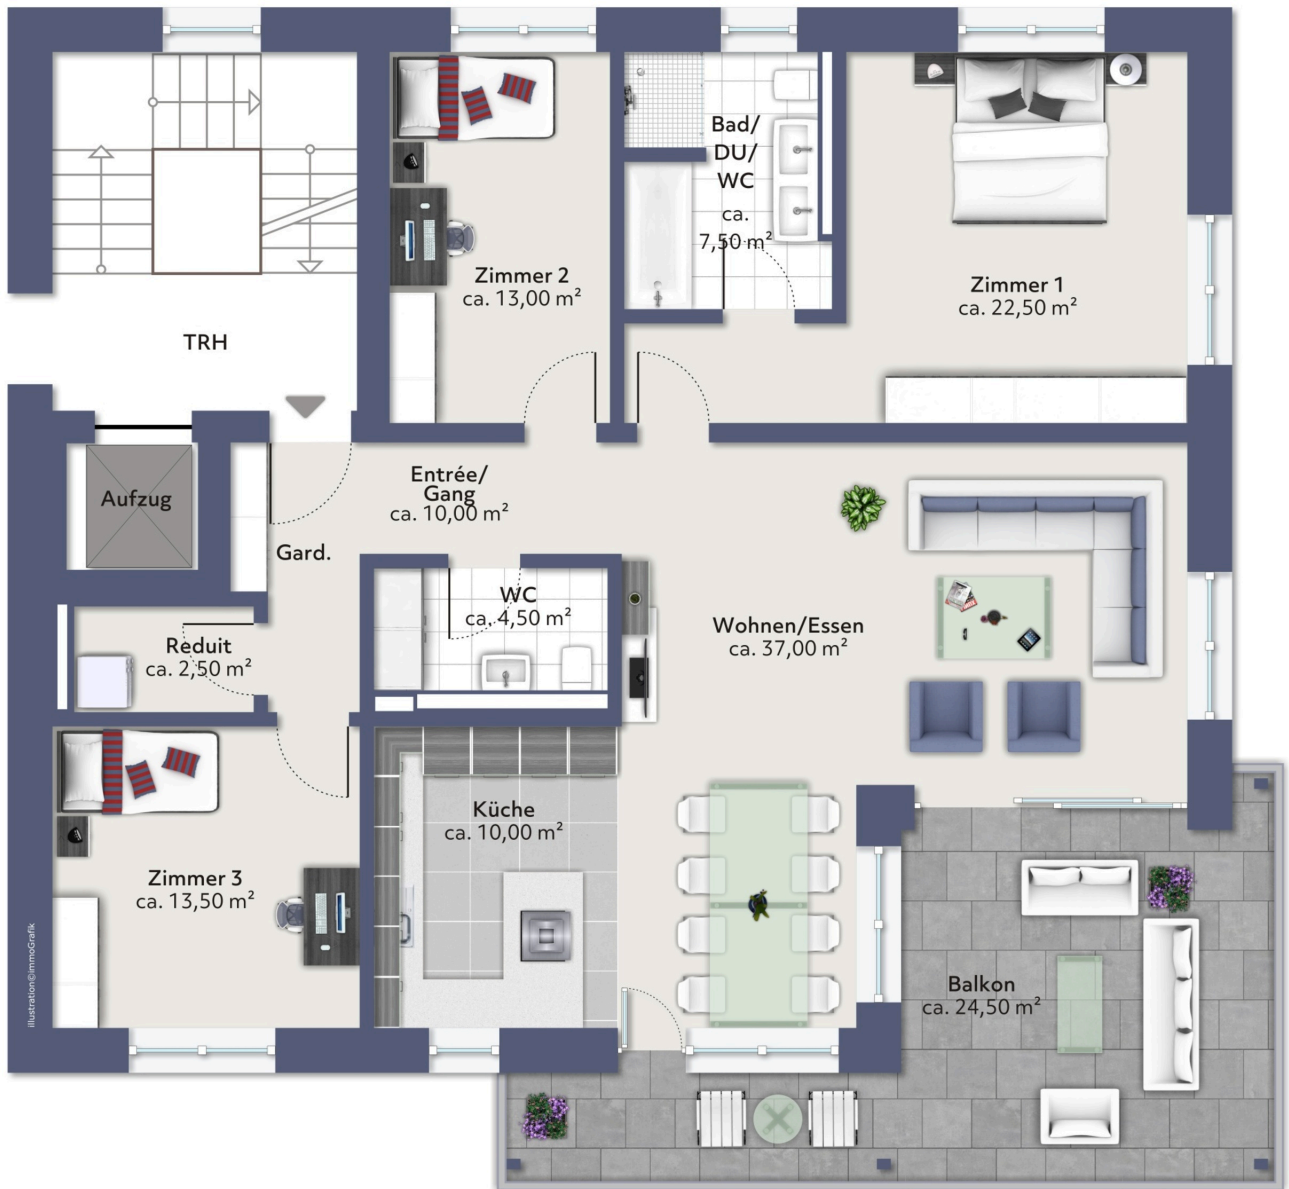 Bad/
DU/
WC
ca.
7,50 m²
Zimmer 2
ca. 13,00 m²
Zimmer 1
ca. 22,50 m²
TRH
Aufzug
Entrée/
Gang
ca. 10,00 m²
Gard.
WC
ca. 4,50 m²
Reduit
ca. 2,50 m²
Wohnen/Essen
ca. 37,00 m²
Küche
ca. 10,00 m²
Zimmer 3
ca. 13,50 m²
Balkon
ca. 24,50 m²
illustration©immoGrafik